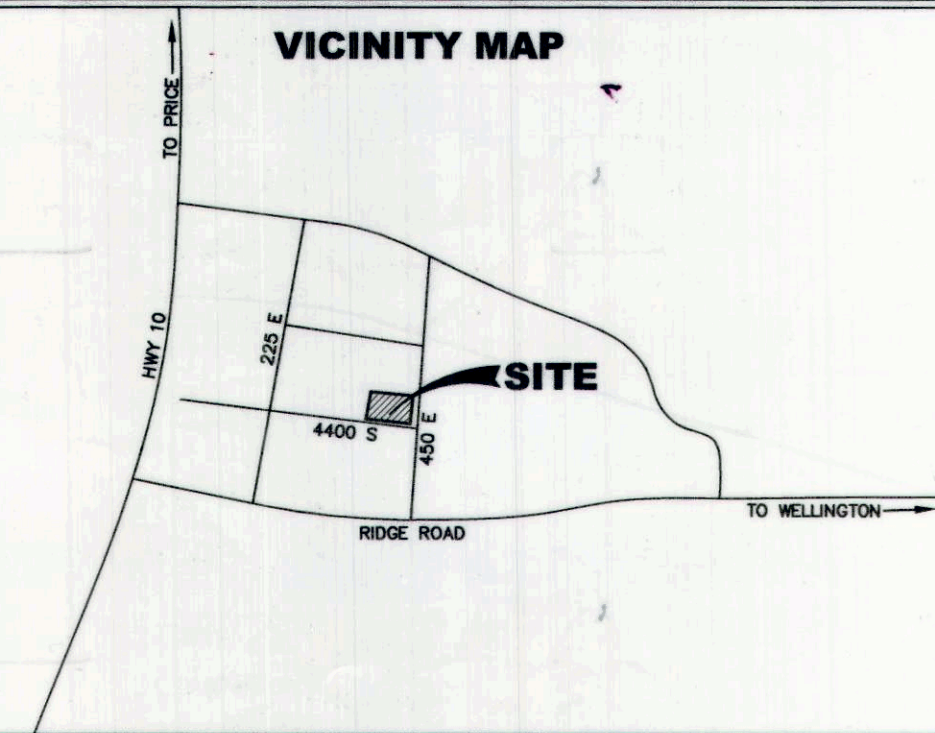 VICINITY MAP
TO PRICE
HWY 10
225 E
SITE
4400 S
450 E
TO WELLINGTON
RIDGE ROAD